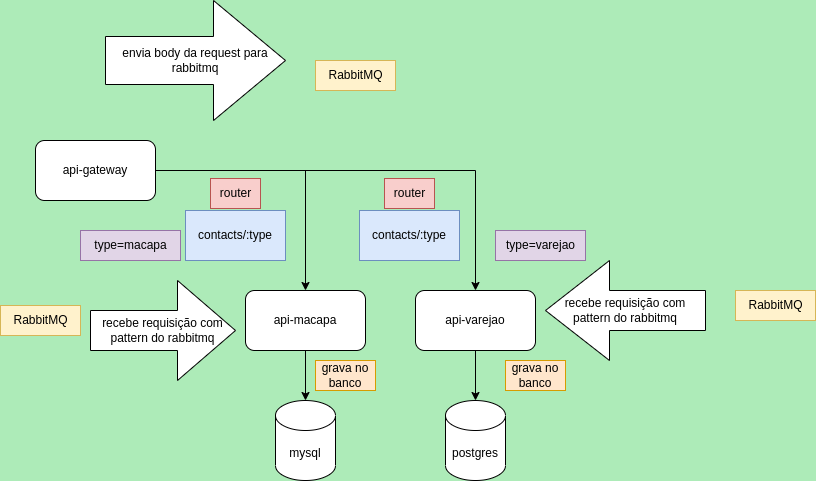 envia body da request para
rabbitmq
RabbitMQ
api-gateway
router
router
contacts/:type
contacts/:type
type=macapa
type=varejao
RabbitMQ
recebe requisição com
pattern do rabbitmq
api-macapa
api-varejao
recebe requisição com
pattern do rabbitmq
RabbitMQ
grava no
banco
grava no
banco
mysql
postgres